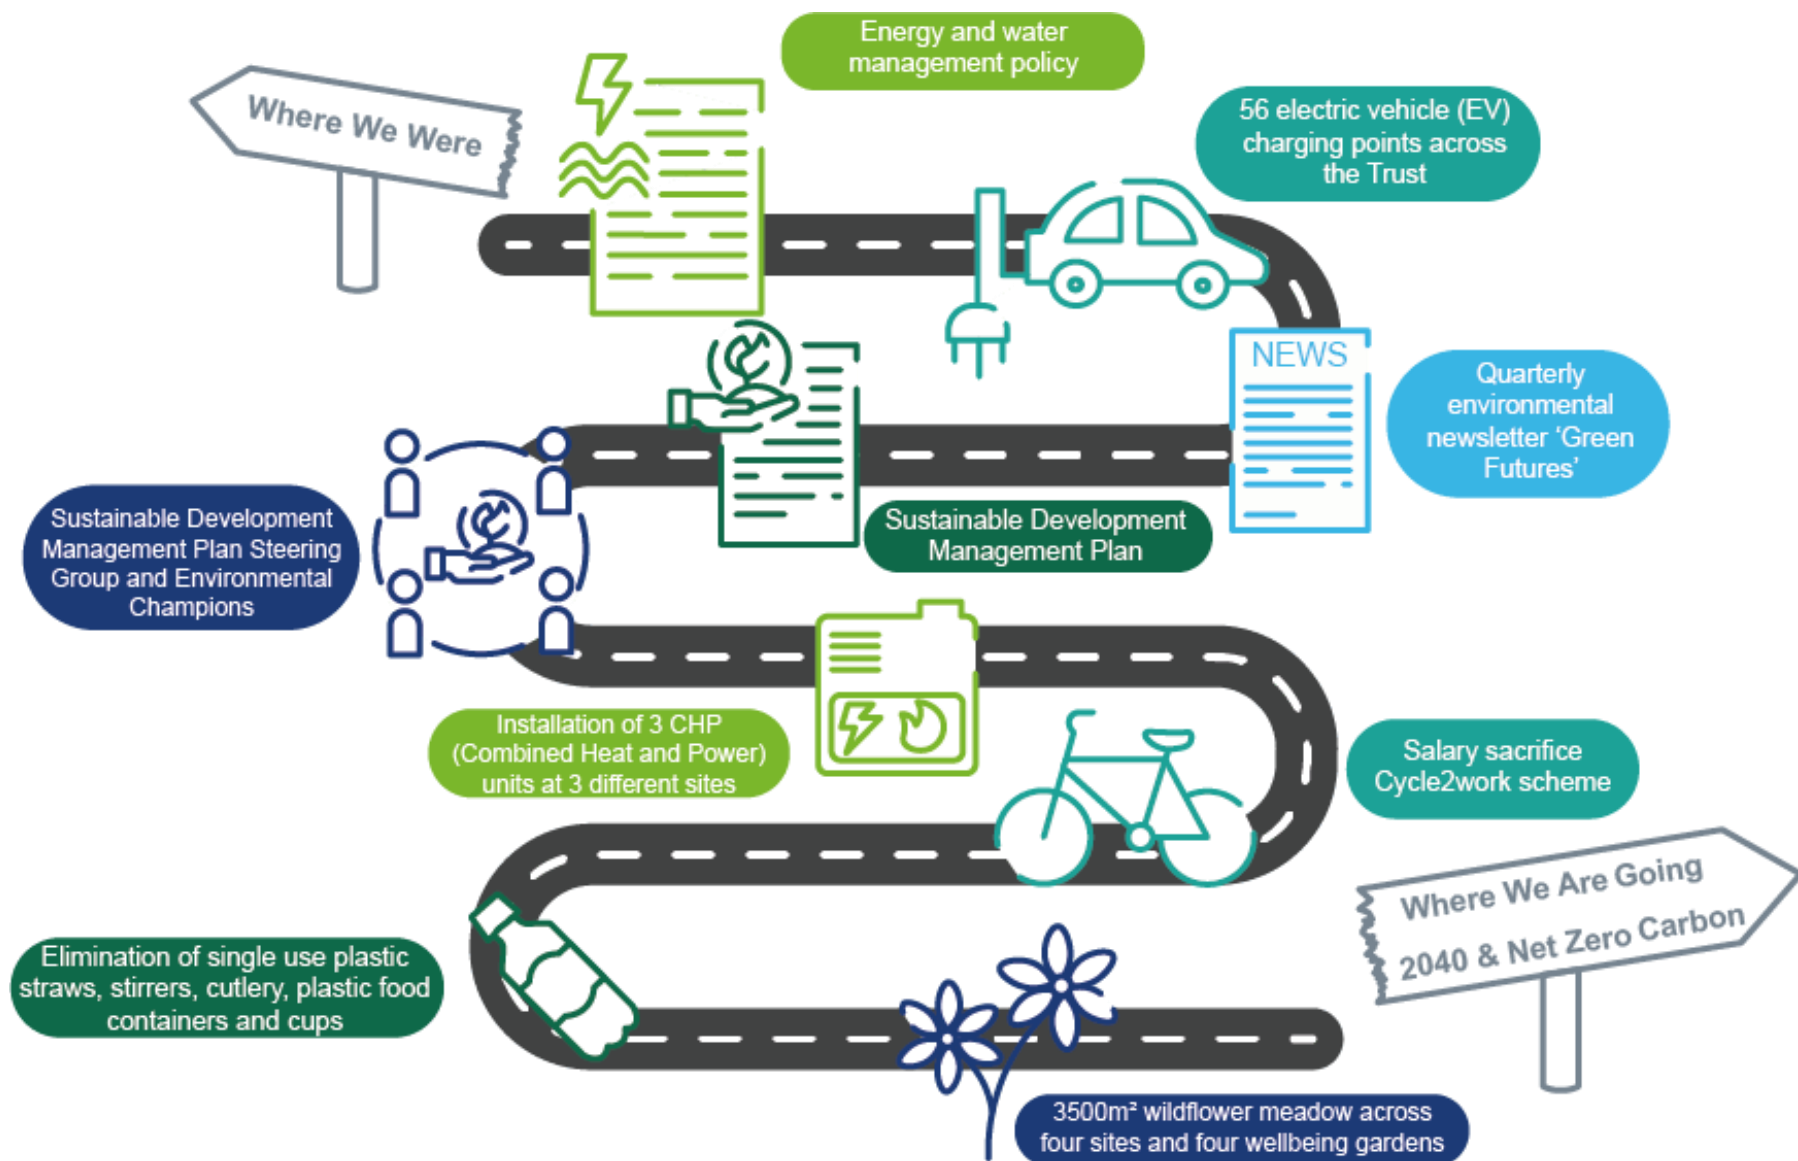 Where We Were
Energy and water
management policy
56 electric vehicle (EV)
charging points across
the Trust
NEWS
Quarterly
environmental
newsletter ‘Green
Futures’
Sustainable Development
Management Plan
Sustainable Development
Management Plan Steering
Group and Environmental
Champions
Installation of 3 CHP
(Combined Heat and Power)
units at 3 different sites
Salary sacrifice
Cycle2work scheme
Elimination of single use plastic
straws, stirrers, cutlery, plastic food
containers and cups
3500m² wildflower meadow across
four sites and four wellbeing gardens
Where We Are Going
2040 & Net Zero Carbon